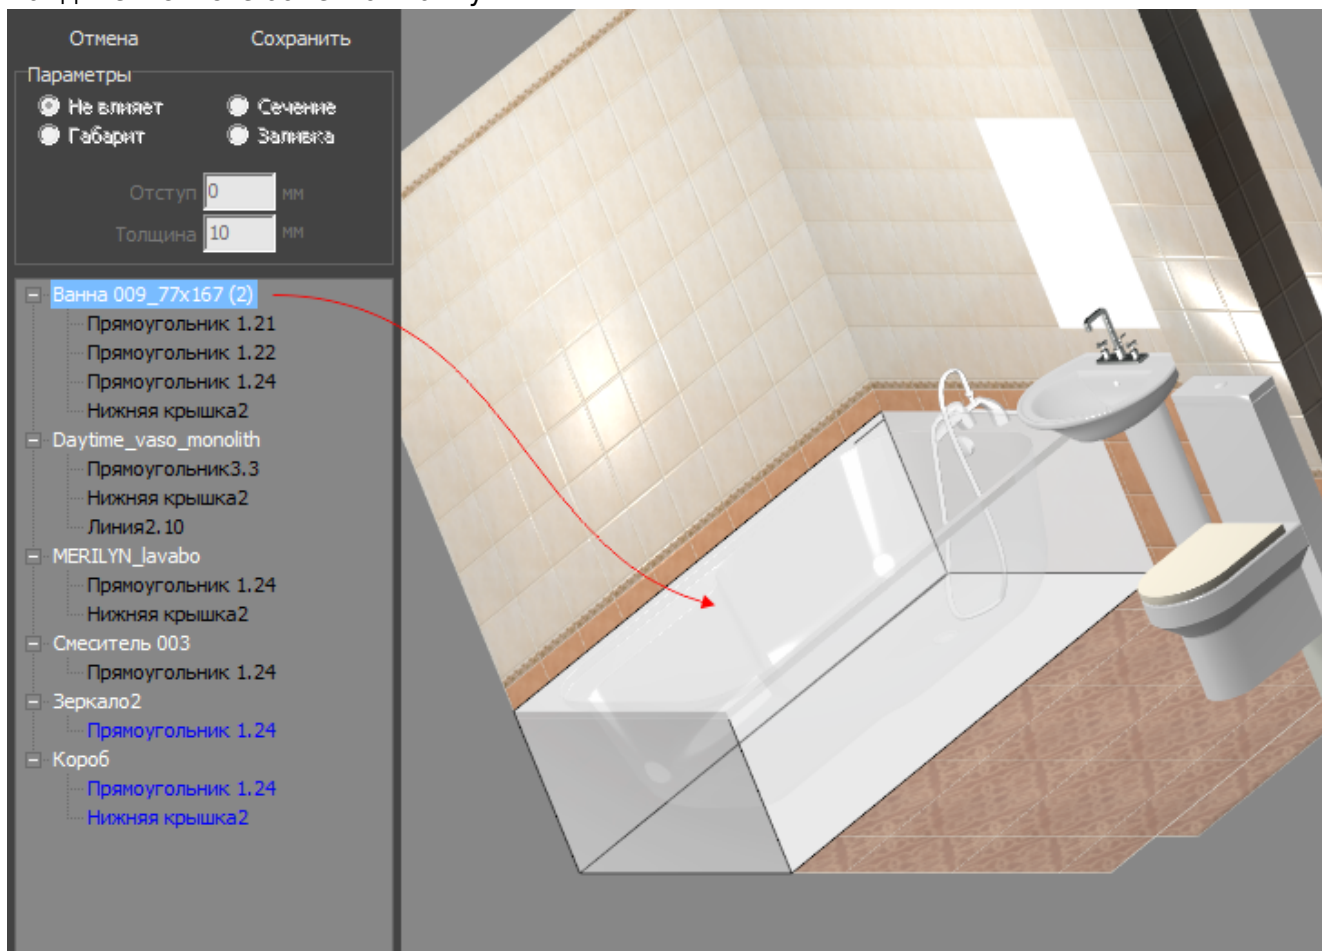 Отмена Сохранить
Параметры
Не влияет Сечение
Габарит Заливка
Отступ 0 мм
Толщина 10 мм
Ванна 009_77x167 (2)
Прямоугольник 1.21
Прямоугольник 1.22
Прямоугольник 1.24
Нижняя крышка2
Daytime_vaso_monolith
Прямоугольник3.3
Нижняя крышка2
Линия2.10
MERILYN_lavabo
Прямоугольник 1.24
Нижняя крышка2
Смеситель 003
Прямоугольник 1.24
Зеркало2
Прямоугольник 1.24
Короб
Прямоугольник 1.24
Нижняя крышка2